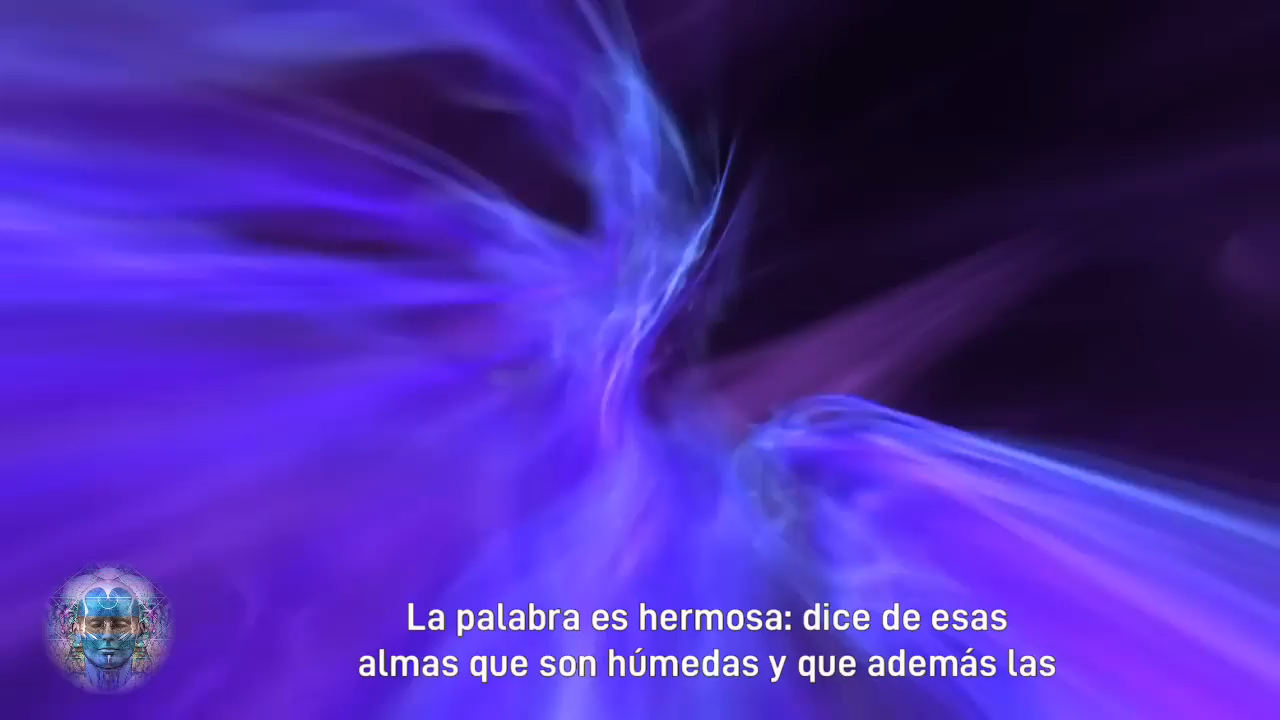 La palabra es hermosa: dice de esas
almas que son húmedas y que además las